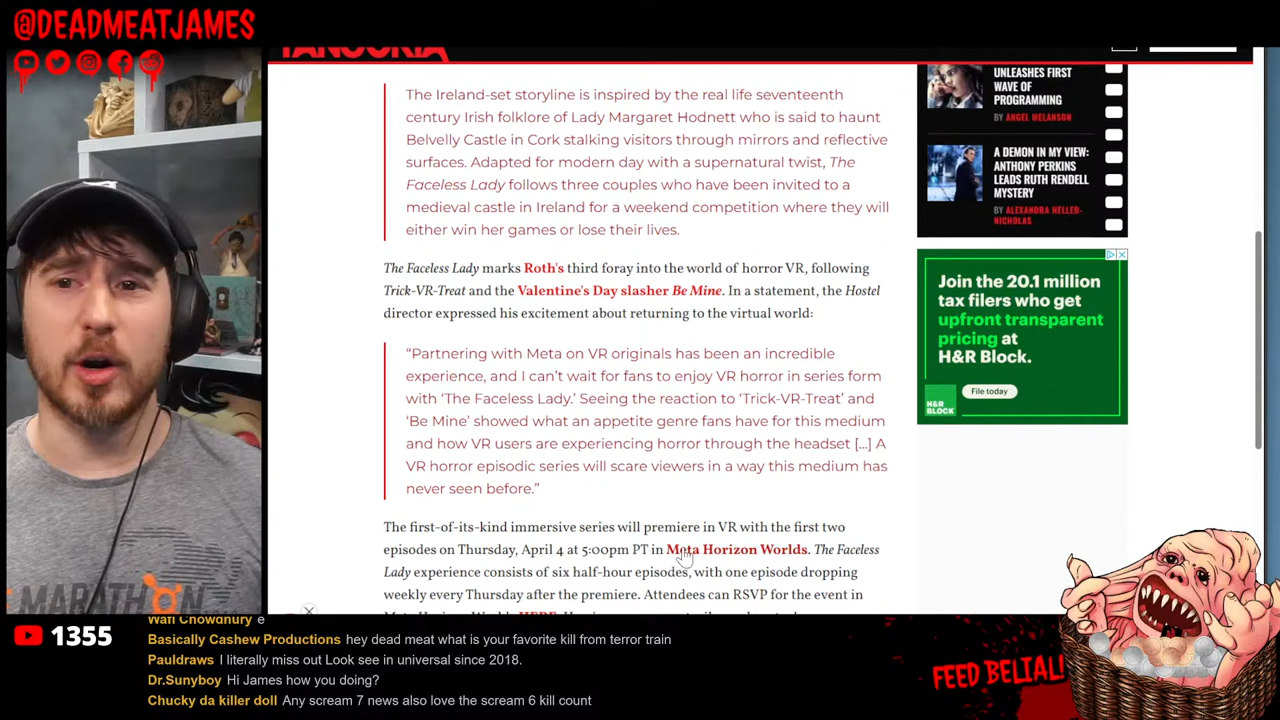 @DEADMEATJAMES
FANGORIA
The Ireland-set storyline is inspired by the real life seventeenth
century Irish folklore of Lady Margaret Hodnett who is said to haunt
Belvelly Castle in Cork stalking visitors through mirrors and reflective
surfaces. Adapted for modern day with a supernatural twist, The
Faceless Lady follows three couples who have been invited to a
medieval castle in Ireland for a weekend competition where they will
either win her games or lose their lives.
The Faceless Lady marks Roth's third foray into the world of horror VR, following
Trick-VR-Treat and the Valentine's Day slasher Be Mine. In a statement, the Hostel
director expressed his excitement about returning to the virtual world:
“Partnering with Meta on VR originals has been an incredible
experience, and I can’t wait for fans to enjoy VR horror in series form
with ‘The Faceless Lady.’ Seeing the reaction to ‘Trick-VR-Treat’ and
‘Be Mine’ showed what an appetite genre fans have for this medium
and how VR users are experiencing horror through the headset [...] A
VR horror episodic series will scare viewers in a way this medium has
never seen before.”
The first-of-its-kind immersive series will premiere in VR with the first two
episodes on Thursday, April 4 at 5:00pm PT in Meta Horizon Worlds. The Faceless
Lady experience consists of six half-hour episodes, with one episode dropping
weekly every Thursday after the premiere. Attendees can RSVP for the event in
UNLEASHES FIRST
WAVE OF
PROGRAMMING
BY ANGEL MELANSON
A DEMON IN MY VIEW:
ANTHONY PERKINS
LEADS RUTH RENDELL
MYSTERY
BY ALEXANDRA HELLER-
NICHOLAS
Join the 20.1 million
tax filers who get
upfront transparent
pricing at
H&R Block.
H&R
BLOCK
File today
MARATHON
1355
Wafi Chowdhury e
Basically Cashew Productions hey dead meat what is your favorite kill from terror train
Pauldraws I literally miss out Look see in universal since 2018.
Dr.Sunyboy Hi James how you doing?
Chucky da killer doll Any scream 7 news also love the scream 6 kill count
FEED BELIAL!